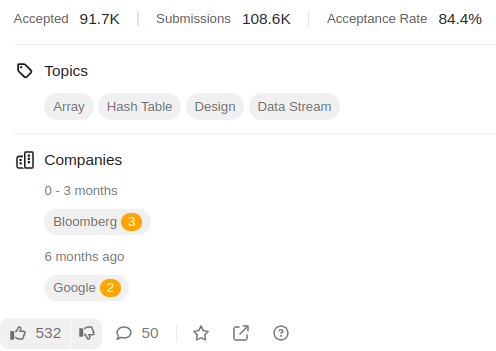 Accepted 91.7K Submissions 108.6K Acceptance Rate 84.4%
Topics
Array Hash Table Design Data Stream
Companies
0 - 3 months
Bloomberg 3
6 months ago
Google 2
532 50